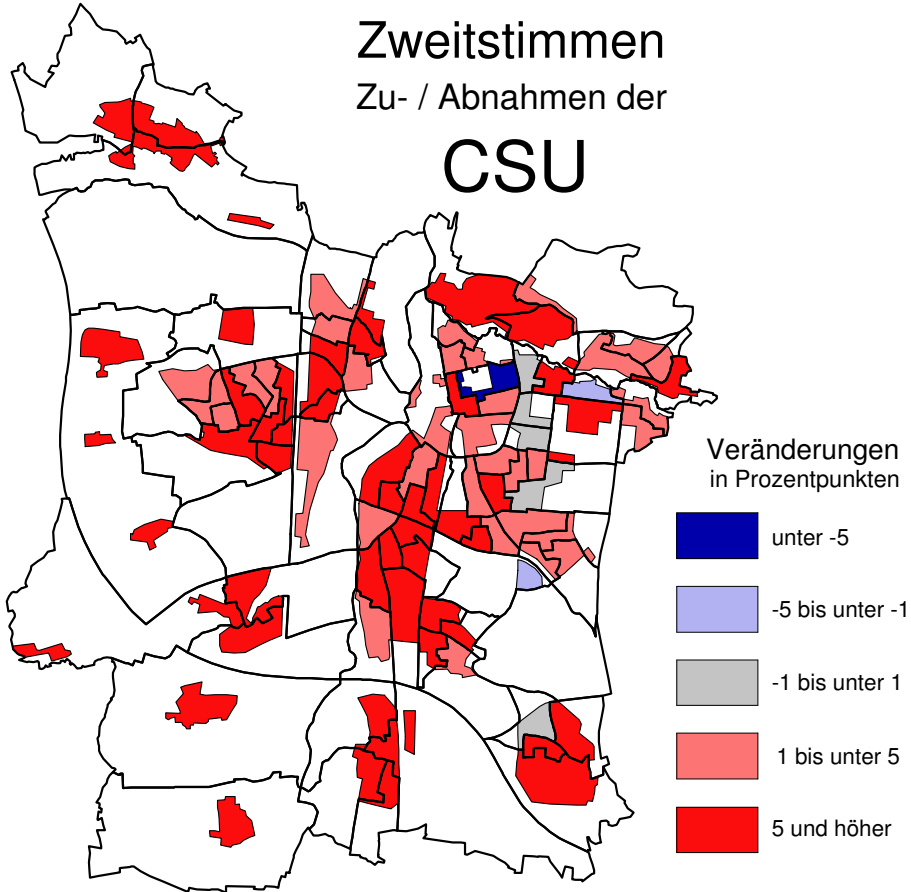 Zweitstimmen
Zu- / Abnahmen der
CSU
Veränderungen
in Prozentpunkten
unter -5
-5 bis unter -1
-1 bis unter 1
1 bis unter 5
5 und höher